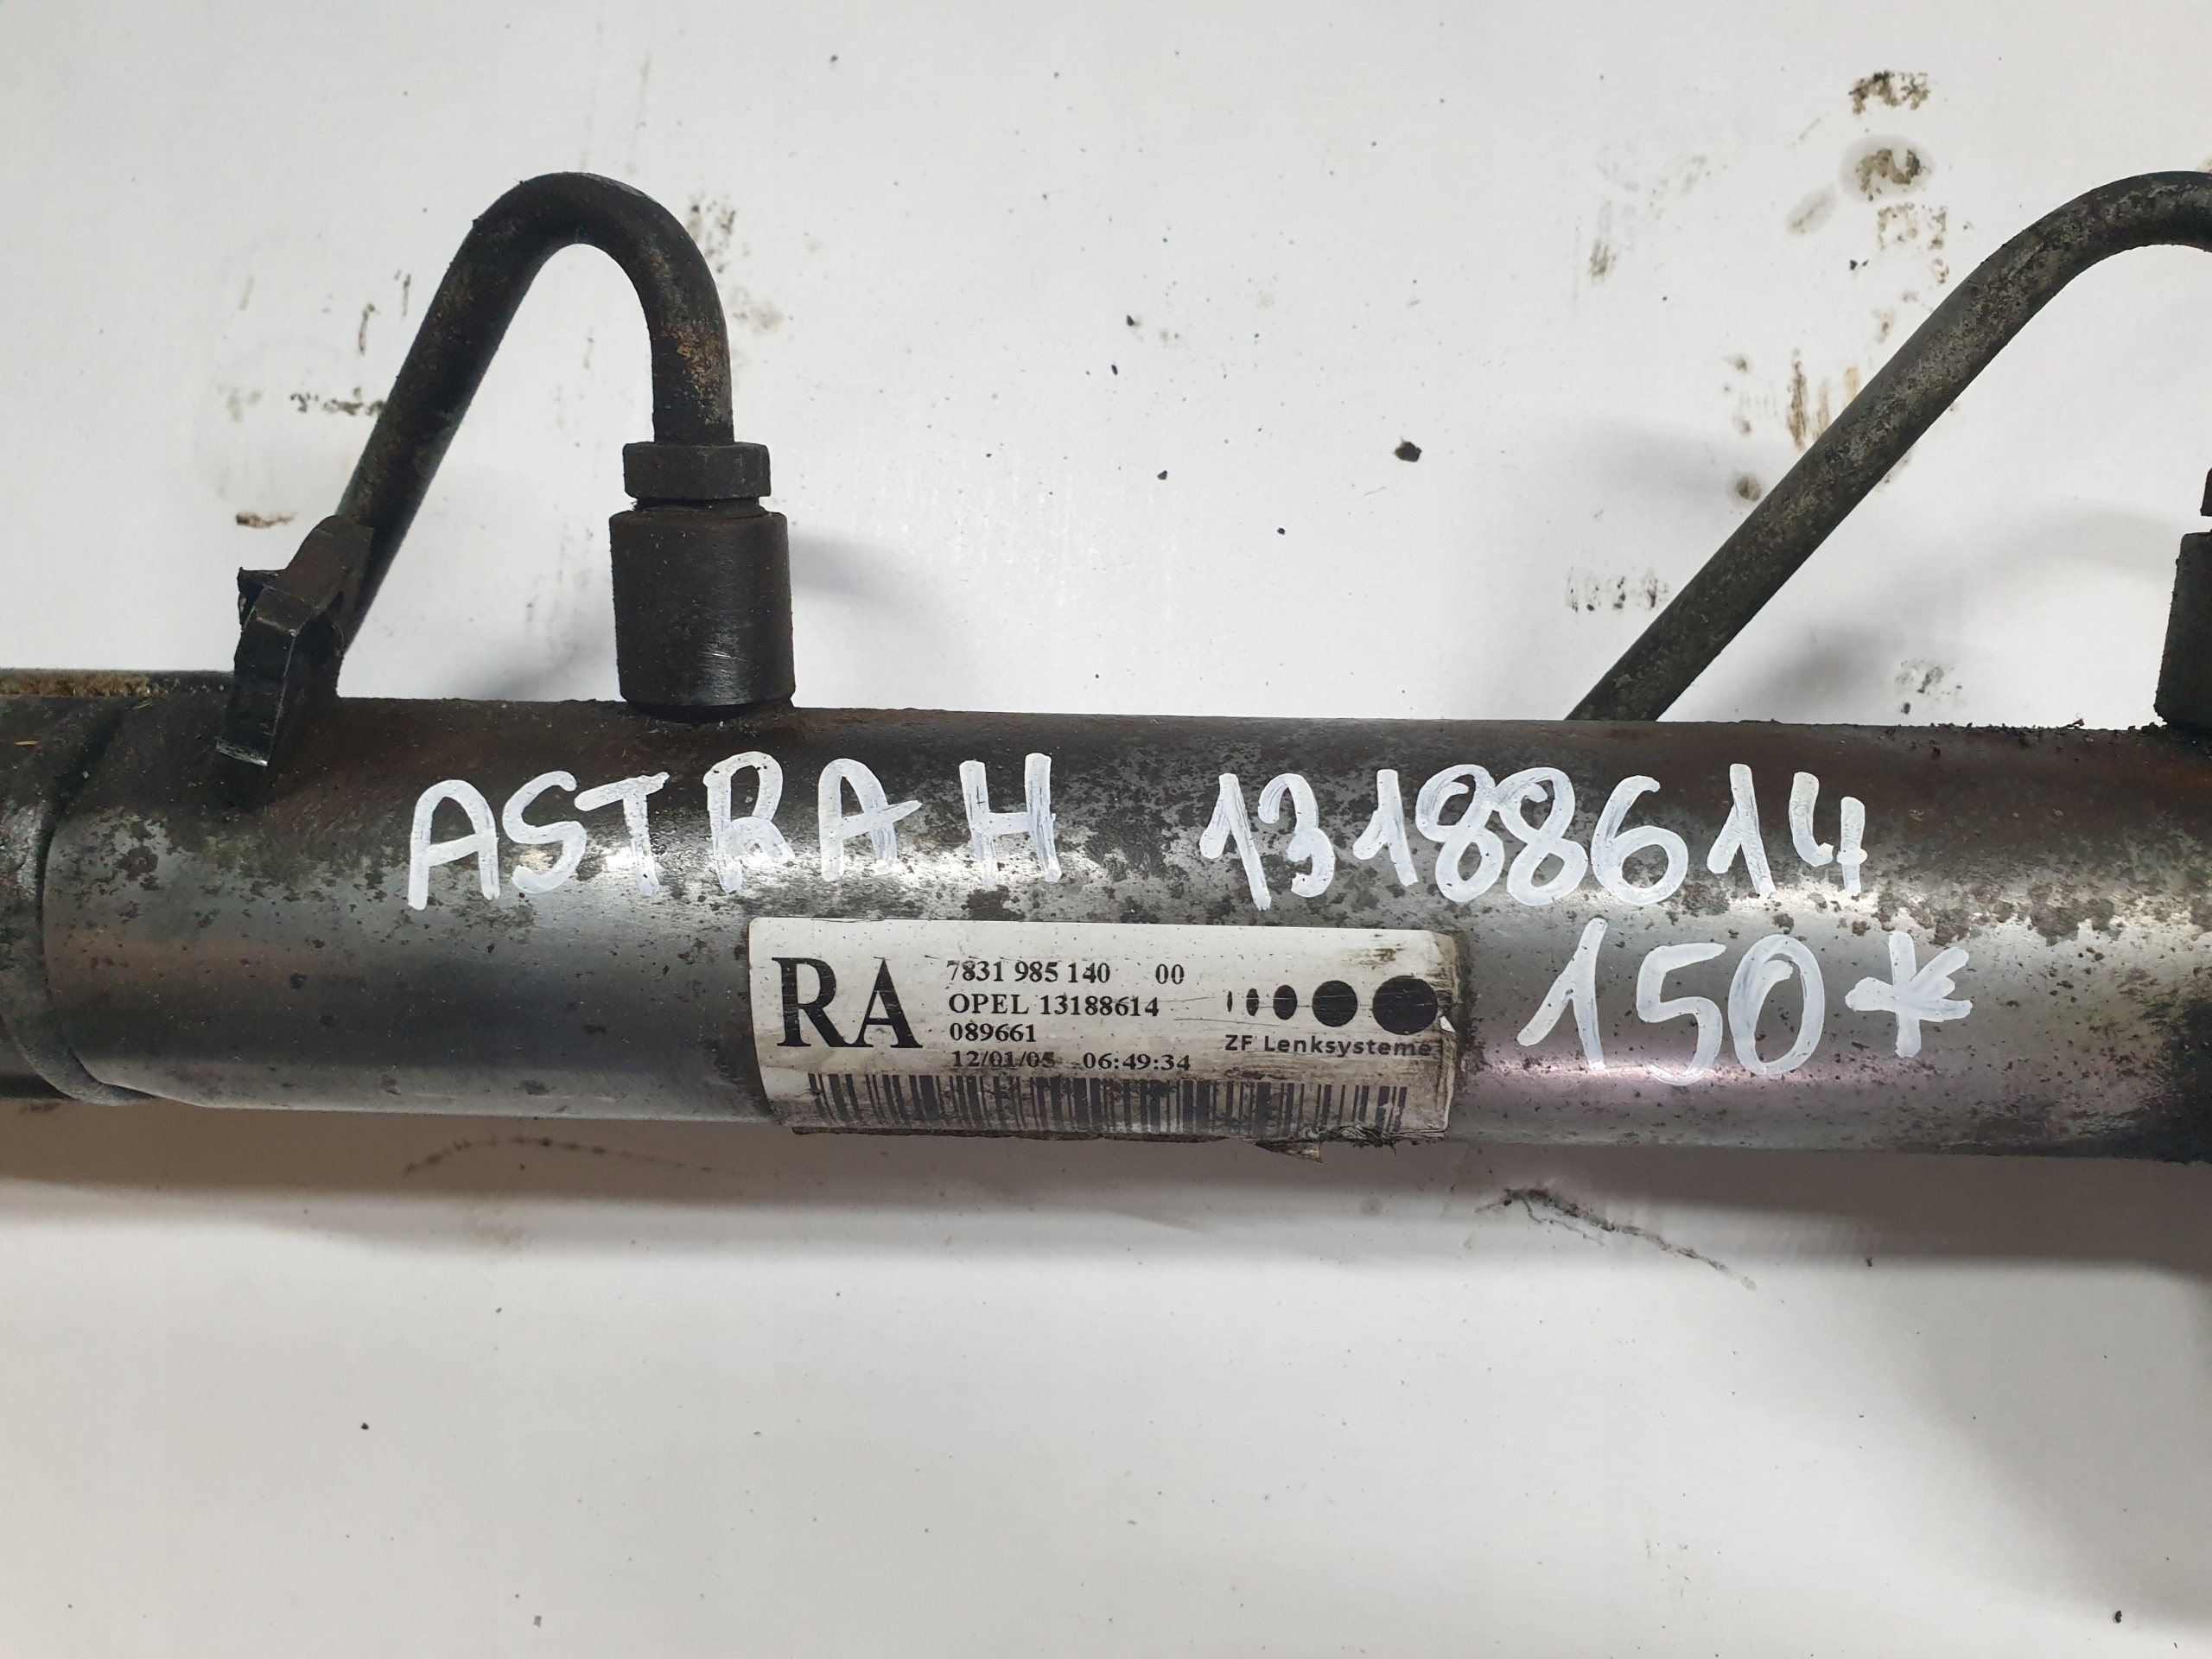 ASTRA H 13188614
150*
RA
7831 985 140 00
OPEL 13188614
089661
12/01/05 06:49:34
ZF Lenksysteme